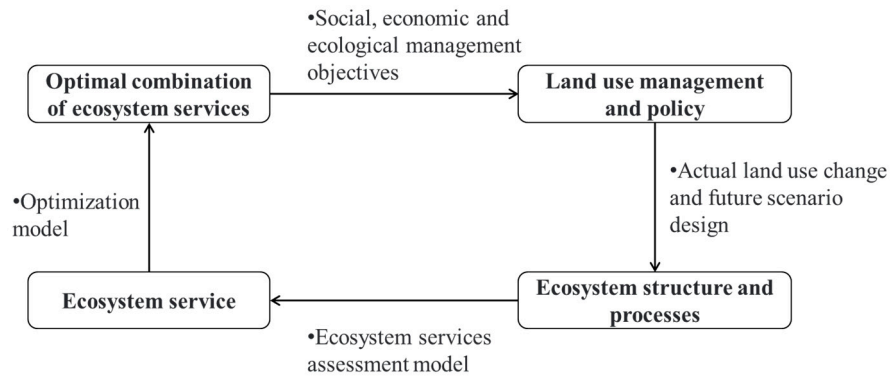 •Social, economic and
ecological management
objectives
Optimal combination
of ecosystem services
Land use management
and policy
•Actual land use change
and future scenario
design
•Optimization
model
Ecosystem service
Ecosystem structure and
processes
•Ecosystem services
assessment model